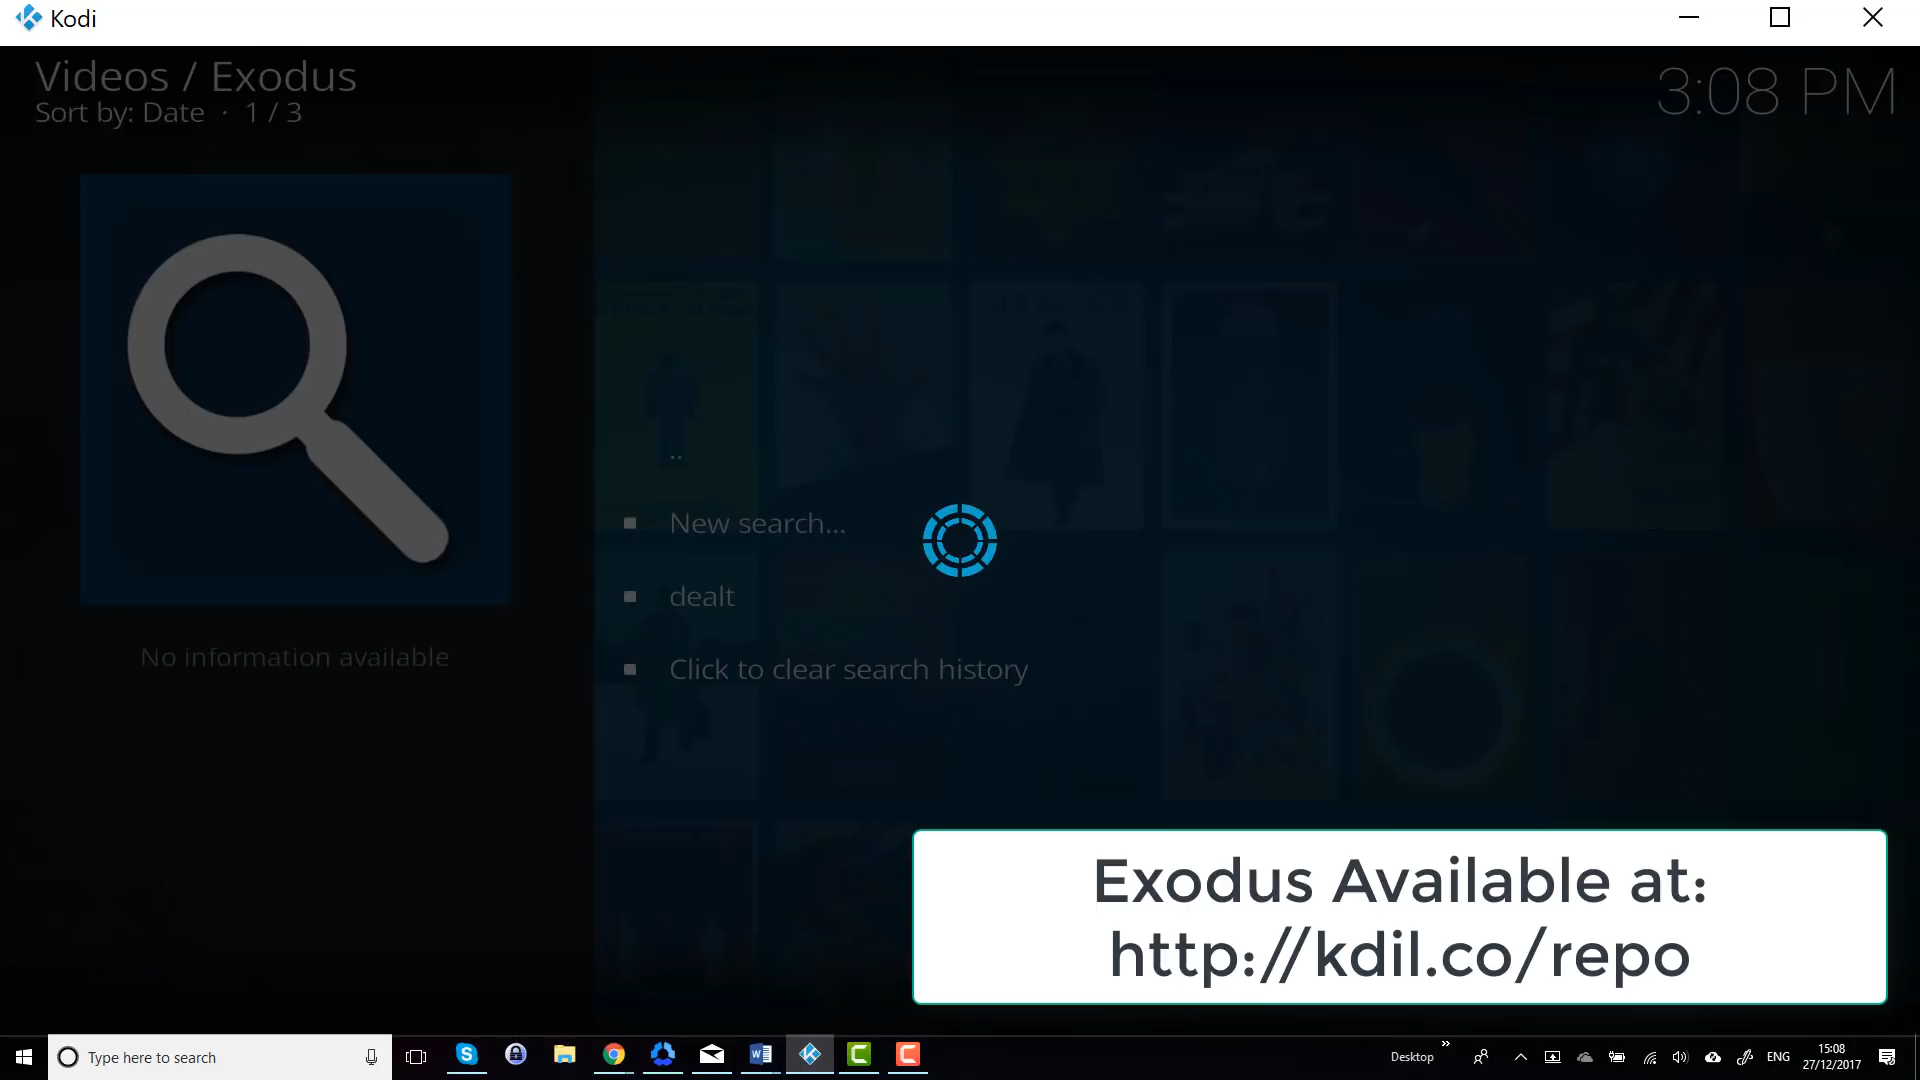 Kodi
Videos / Exodus
Sort by: Date · 1 / 3
3:08 PM
..
New search...
dealt
Click to clear search history
No information available
Exodus Available at:
http://kdil.co/repo
Type here to search
Desktop
ENG
15:08
27/12/2017